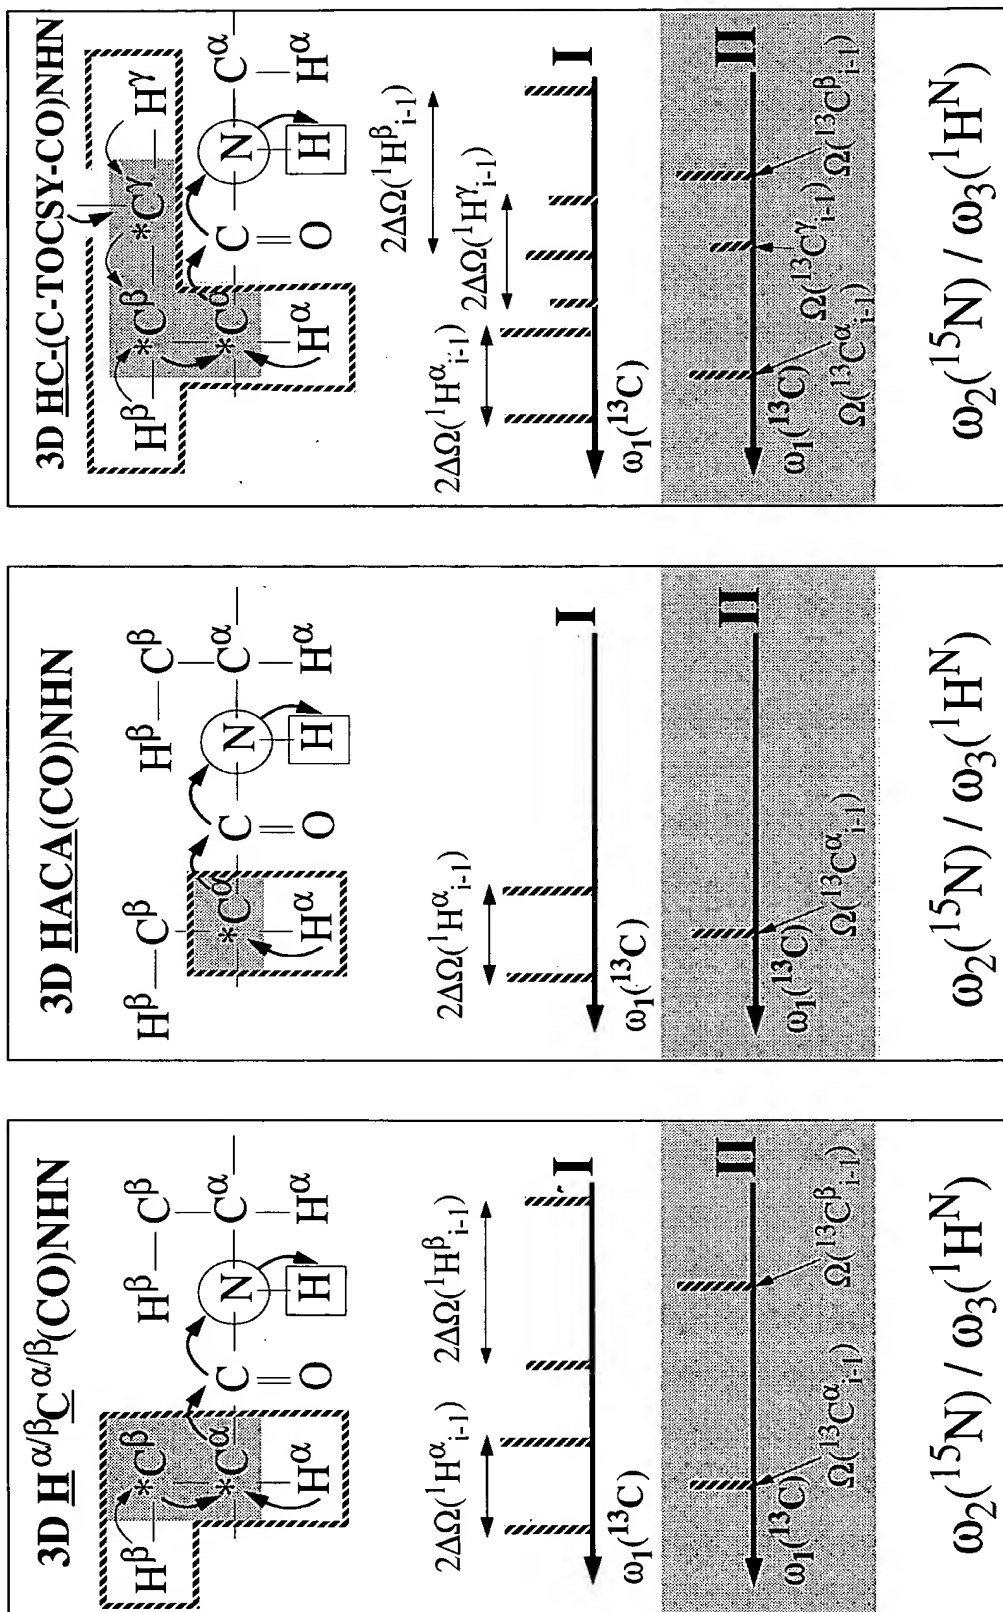 3D H^α/βC^α/β(CO)NHN
H^β *C^β H^β C^β
*C^α C N C^α
H^α O H H^α
2ΔΩ(¹H^α_i-1) 2ΔΩ(¹H^β_i-1)
I
ω₁(¹³C)
II
ω₁(¹³C)
Ω(¹³C^α_i-1) Ω(¹³C^β_i-1)
ω₂(¹⁵N) / ω₃(¹H^N)
3D HACA(CO)NHN
H^β C^β H^β C^β
*C^α C N C^α
H^α O H H^α
2ΔΩ(¹H^α_i-1)
I
ω₁(¹³C)
II
ω₁(¹³C)
Ω(¹³C^α_i-1)
ω₂(¹⁵N) / ω₃(¹H^N)
3D HC-(C-TOCSY-CO)NHN
H^β *C^β *C^γ H^γ
*C^α C N C^α
H^α O H H^α
2ΔΩ(¹H^β_i-1)
2ΔΩ(¹H^α_i-1) 2ΔΩ(¹H^γ_i-1)
I
ω₁(¹³C)
II
ω₁(¹³C)
Ω(¹³C^α_i-1) Ω(¹³C^γ_i-1) Ω(¹³C^β_i-1)
ω₂(¹⁵N) / ω₃(¹H^N)